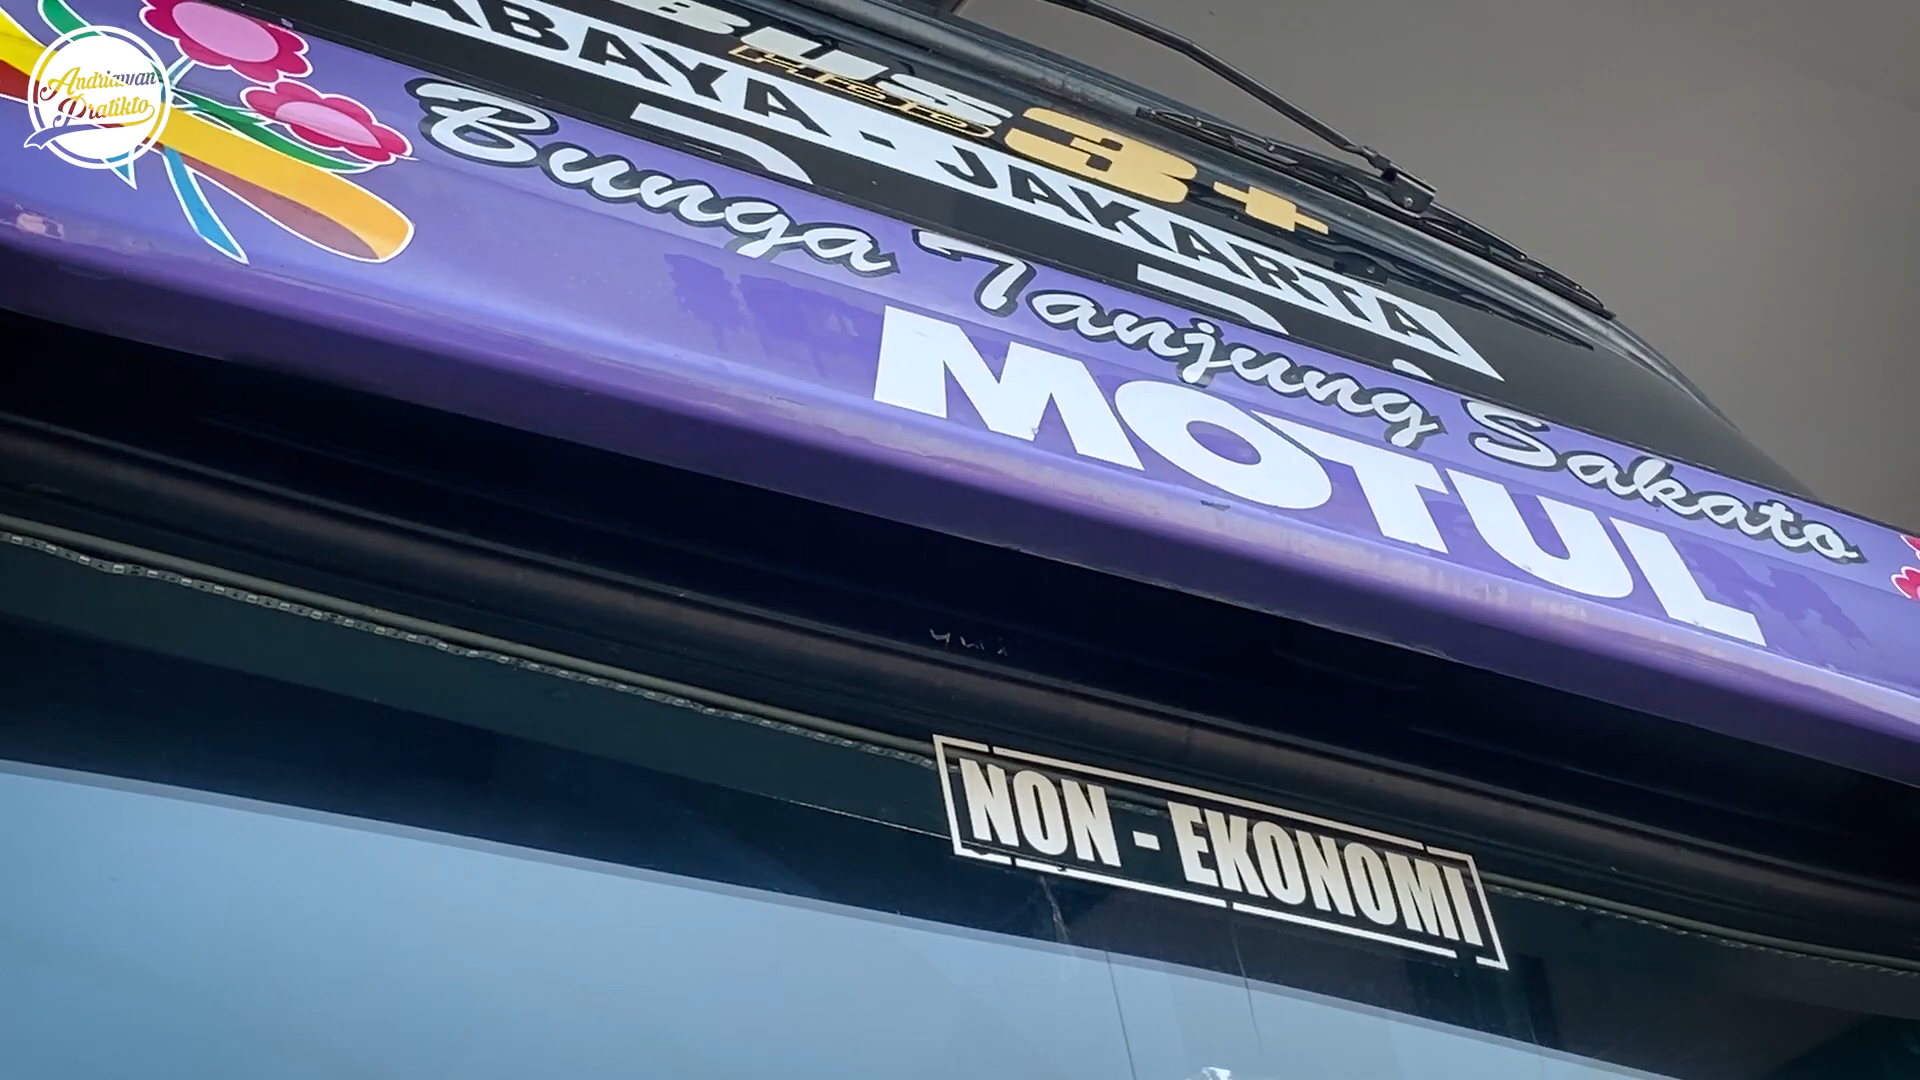 Andriawan
Pratikto
BUS 3+
ABAYA - JAKARTA
Bunga Tanjung Sakato
MOTUL
NON - EKONOMI